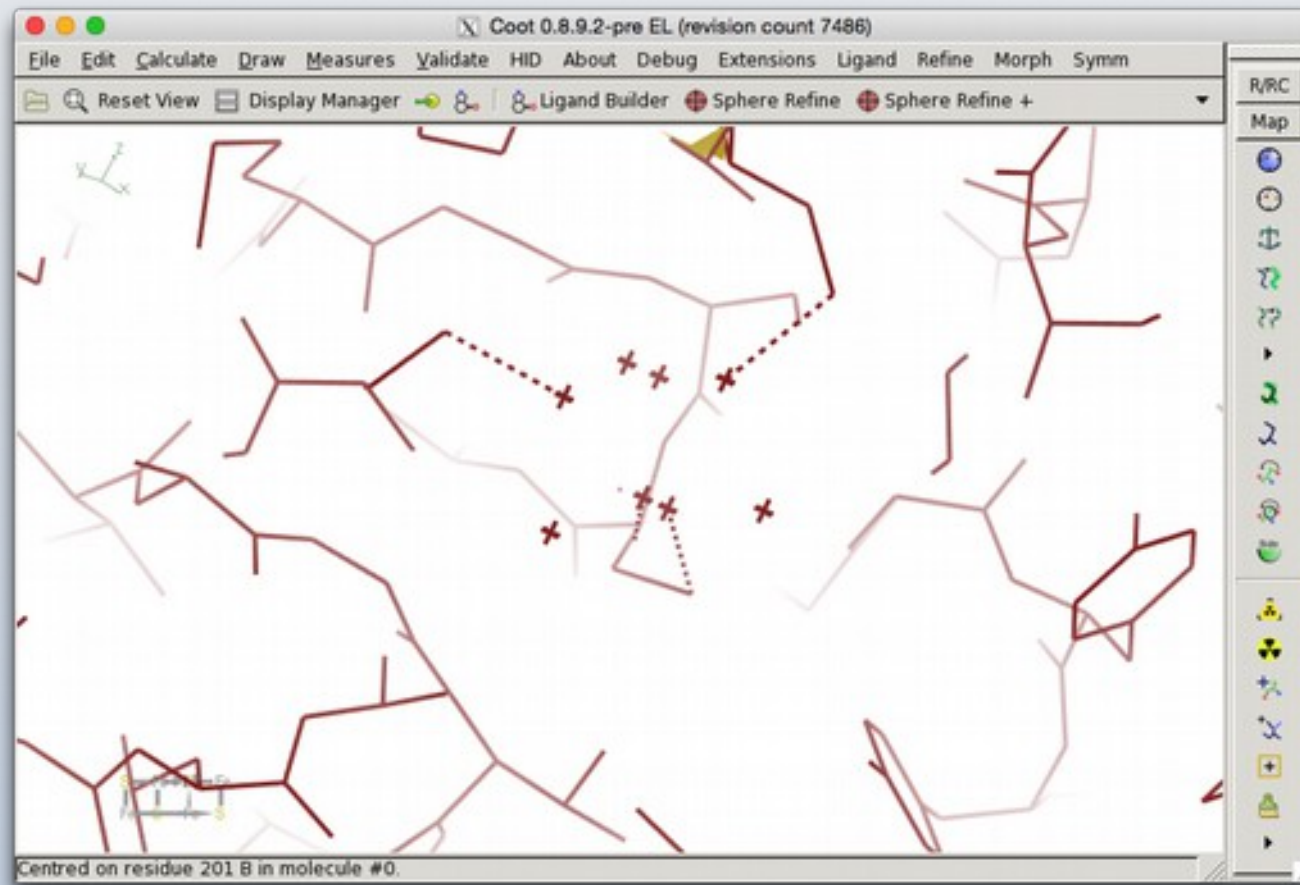 Coot 0.8.9.2-pre EL (revision count 7486)
File Edit Calculate Draw Measures Validate HID About Debug Extensions Ligand Refine Morph Symm
Reset View Display Manager Ligand Builder Sphere Refine Sphere Refine +
R/RC
Map
Z
Y X
Centred on residue 201 B in molecule #0.